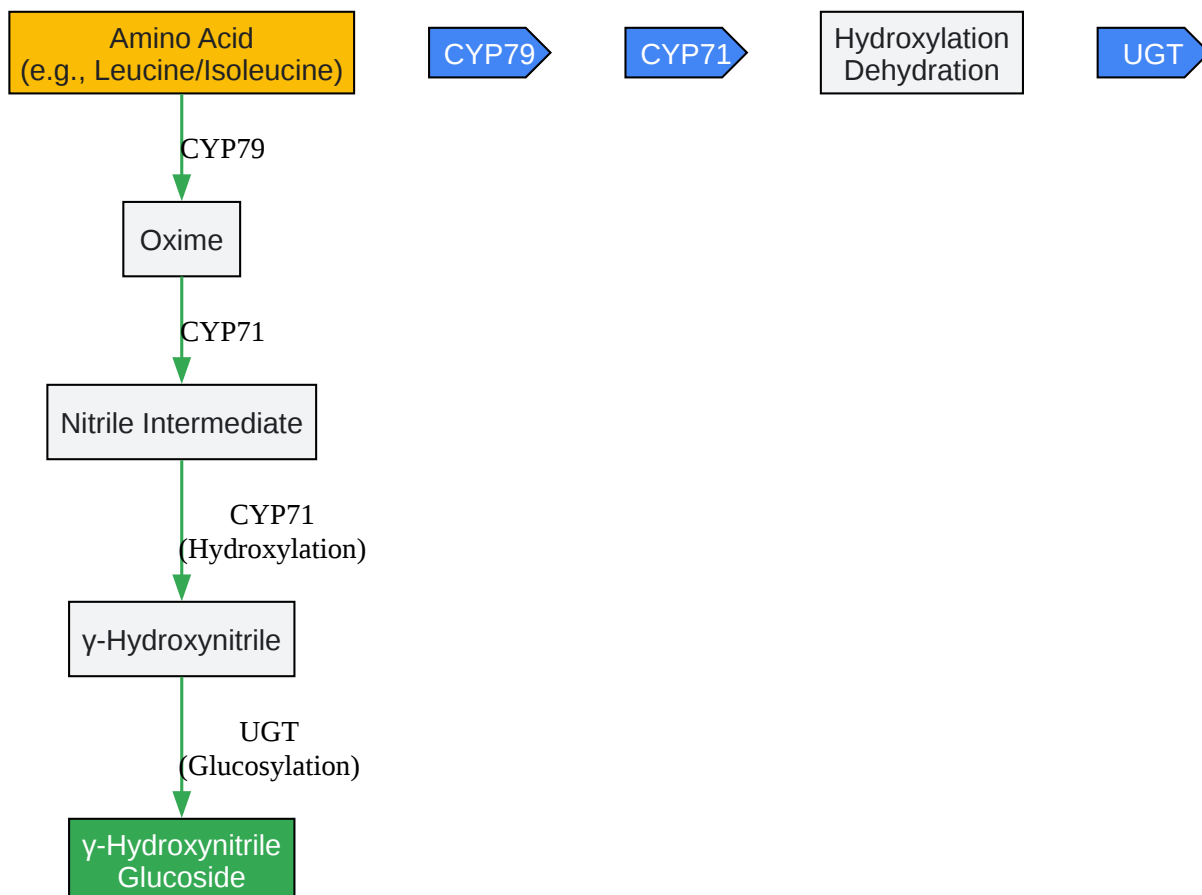 Amino Acid
(e.g., Leucine/Isoleucine)
CYP79
CYP71
Hydroxylation
Dehydration
UGT
CYP79
Oxime
CYP71
Nitrile Intermediate
CYP71
(Hydroxylation)
γ-Hydroxynitrile
UGT
(Glucosylation)
γ-Hydroxynitrile
Glucoside